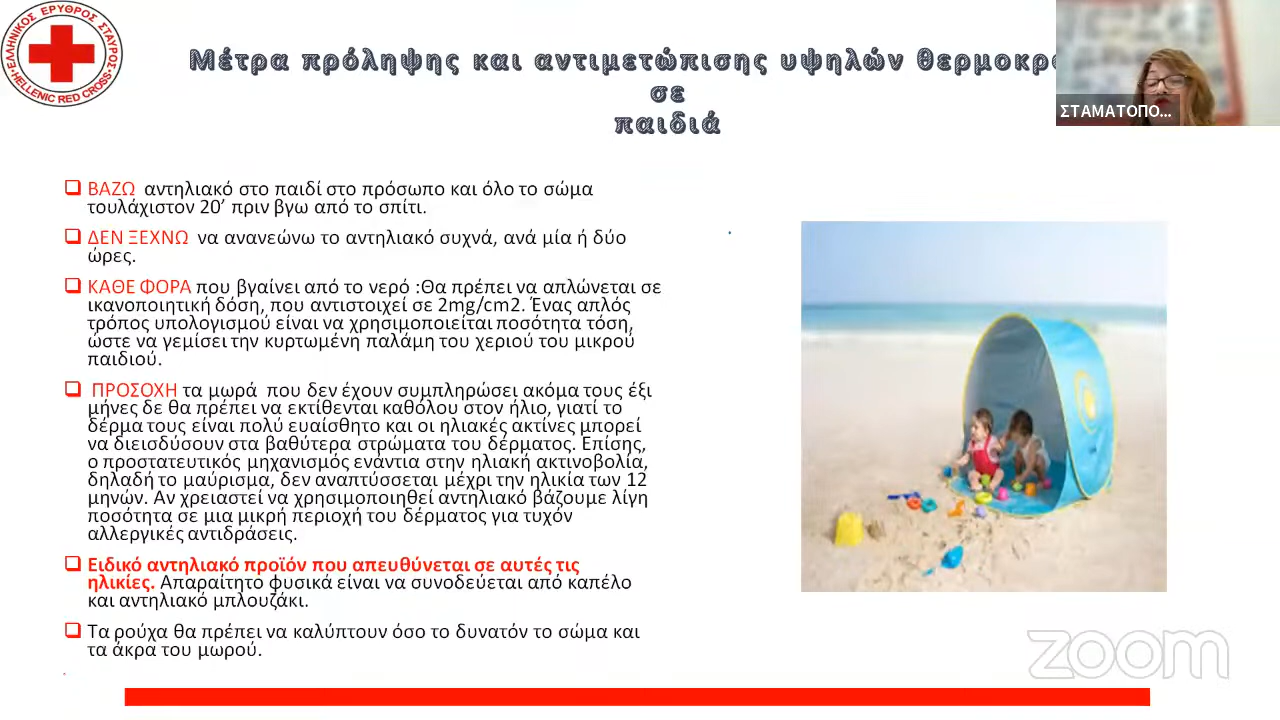 ΕΛΛΗΝΙΚΟΣ ΕΡΥΘΡΟΣ ΣΤΑΥΡΟΣ
HELLENIC RED CROSS
Μέτρα πρόληψης και αντιμετώπισης υψηλών
σε
παιδιά
ΣΤΑΜΑΤΟΠΟ...
ΒΑΖΩ αντηλιακό στο παιδί στο πρόσωπο και όλο το σώμα
τουλάχιστον 20’ πριν βγω από το σπίτι.
ΔΕΝ ΞΕΧΝΩ να ανανεώνω το αντηλιακό συχνά, ανά μία ή δύο
ώρες.
ΚΑΘΕ ΦΟΡΑ που βγαίνει από το νερό :Θα πρέπει να απλώνεται σε
ικανοποιητική δόση, που αντιστοιχεί σε 2mg/cm2. Ένας απλός
τρόπος υπολογισμού είναι να χρησιμοποιείται ποσότητα τόση,
ώστε να γεμίσει την κυρτωμένη παλάμη του χεριού του μικρού
παιδιού.
ΠΡΟΣΟΧΗ τα μωρά που δεν έχουν συμπληρώσει ακόμα τους έξι
μήνες δε θα πρέπει να εκτίθενται καθόλου στον ήλιο, γιατί το
δέρμα τους είναι πολύ ευαίσθητο και οι ηλιακές ακτίνες μπορεί
να διεισδύσουν στα βαθύτερα στρώματα του δέρματος. Επίσης,
ο προστατευτικός μηχανισμός ενάντια στην ηλιακή ακτινοβολία,
δηλαδή το μαύρισμα, δεν αναπτύσσεται μέχρι την ηλικία των 12
μηνών. Αν χρειαστεί να χρησιμοποιηθεί αντηλιακό βάζουμε λίγη
ποσότητα σε μια μικρή περιοχή του δέρματος για τυχόν
αλλεργικές αντιδράσεις.
Ειδικό αντηλιακό προϊόν που απευθύνεται σε αυτές τις
ηλικίες. Απαραίτητο φυσικά είναι να συνοδεύεται από καπέλο
και αντηλιακό μπλουζάκι.
Τα ρούχα θα πρέπει να καλύπτουν όσο το δυνατόν το σώμα και
τα άκρα του μωρού.
zoom